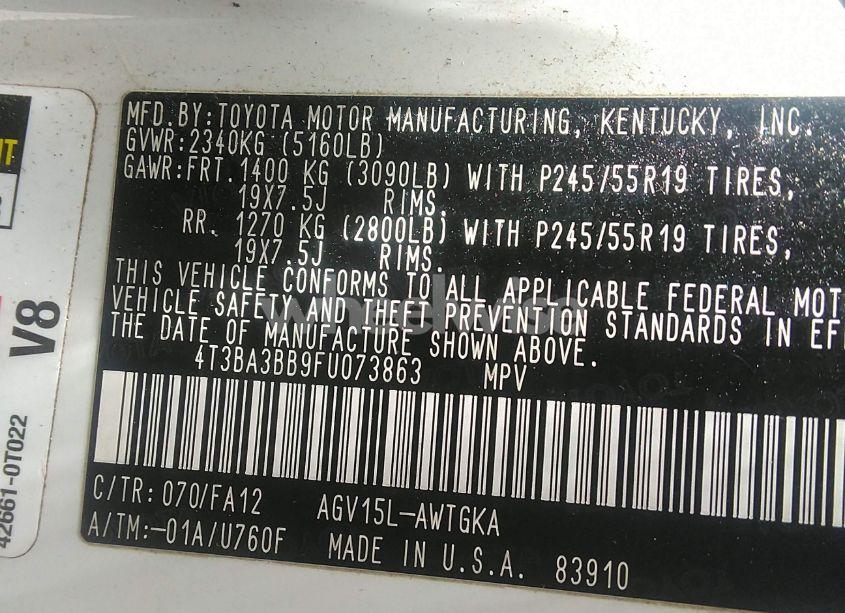 MFD.BY:TOYOTA MOTOR MANUFACTURING, KENTUCKY, INC.
GVWR:2340KG (5160LB)
GAWR:FRT.1400 KG (3090LB) WITH P245/55R19 TIRES,
19X7.5J RIMS,
RR. 1270 KG (2800LB) WITH P245/55R19 TIRES,
19X7.5J RIMS.
THIS VEHICLE CONFORMS TO ALL APPLICABLE FEDERAL MOT
VEHICLE SAFETY AND THEFT PREVENTION STANDARDS IN EFF
THE DATE OF MANUFACTURE SHOWN ABOVE.
4T3BA3BB9FU073863 MPV
C/TR: 070/FA12 AGV15L-AWTGKA
A/TM:-01A/U760F MADE IN U.S.A. 83910
V8
42661-0T022
NT